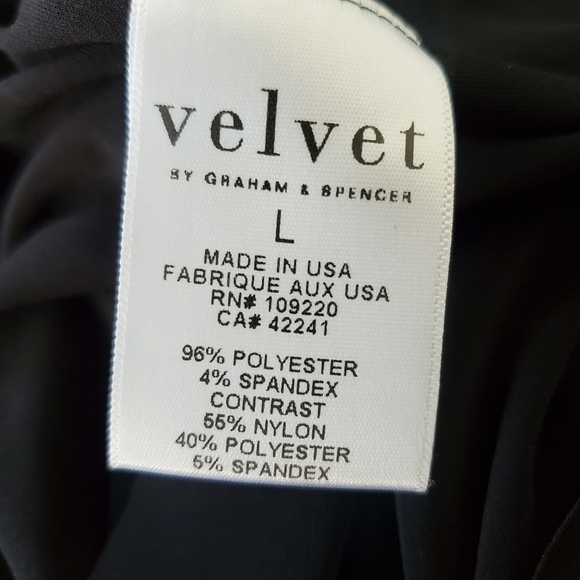 velvet
BY GRAHAM & SPENCER
L
MADE IN USA
FABRIQUE AUX USA
RN# 109220
CA# 42241
96% POLYESTER
4% SPANDEX
CONTRAST
55% NYLON
40% POLYESTER
5% SPANDEX